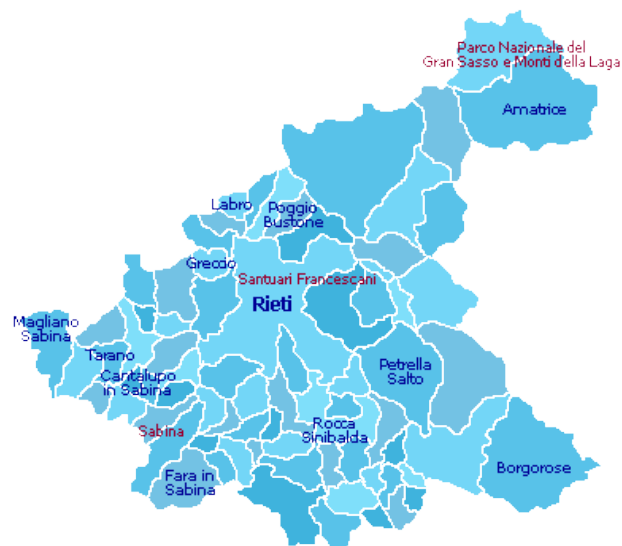 Parco Nazionale del
Gran Sasso e Monti della Laga
Amatrice
Labro
Poggio
Bustone
Greccio
Santuari Francescani
Rieti
Magliano
Sabina
Tarano
Cantalupo
in Sabina
Petrella
Salto
Sabina
Rocca
Sinibalda
Fara in
Sabina
Borgorose